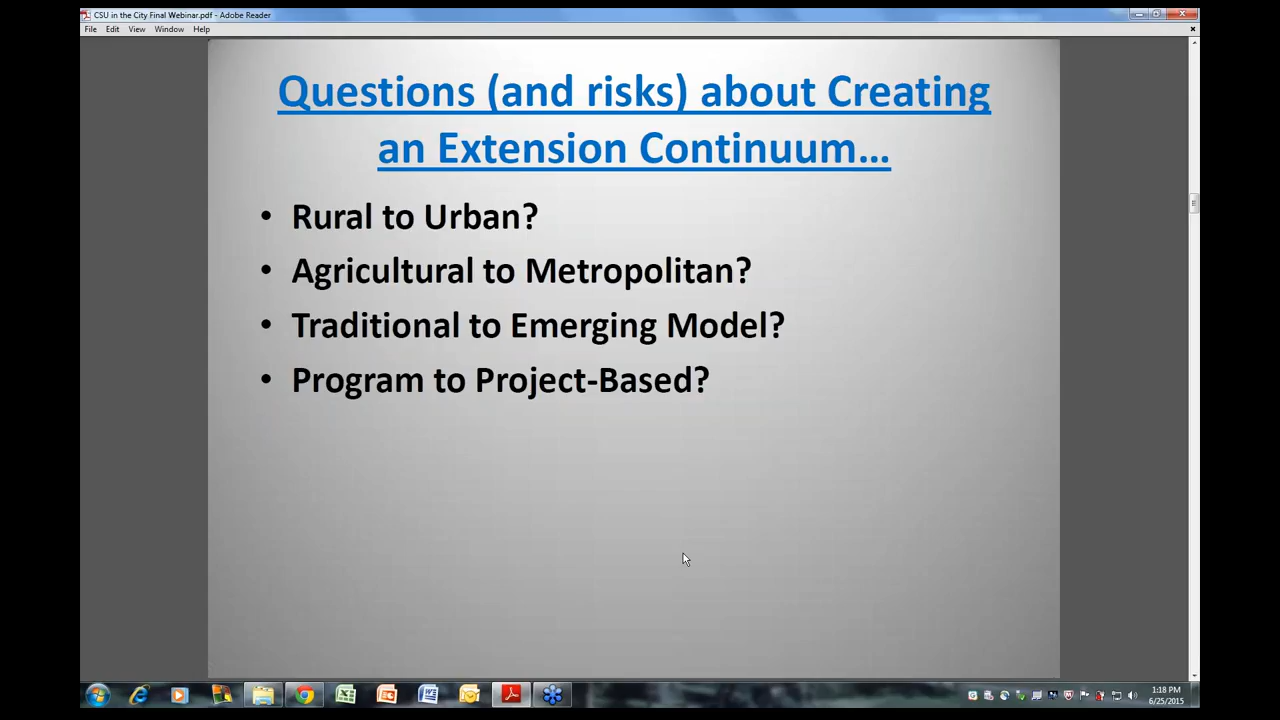 CSU in the City Final Webinar.pdf - Adobe Reader
File Edit View Window Help
Questions (and risks) about Creating
an Extension Continuum…
• Rural to Urban?
• Agricultural to Metropolitan?
• Traditional to Emerging Model?
• Program to Project-Based?
1:18 PM
6/25/2015